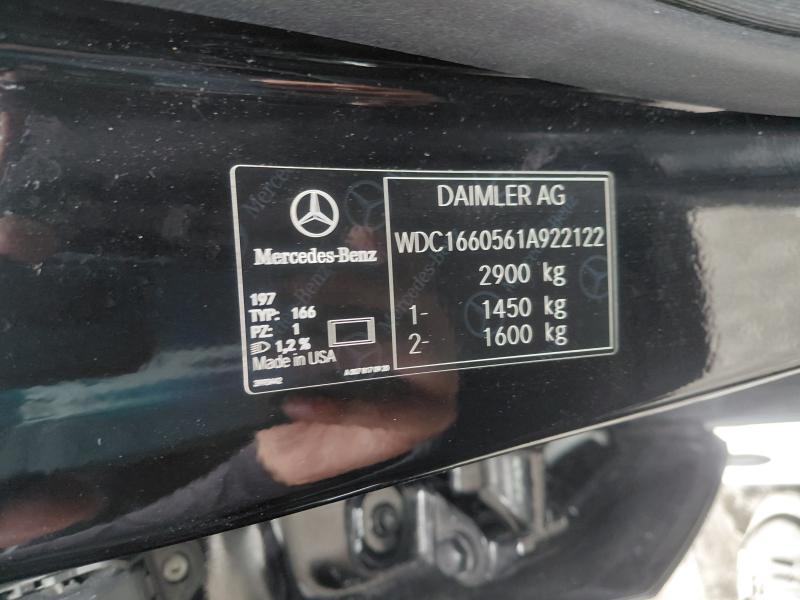 Mercedes-Benz
197
TYP: 166
PZ: 1
1,2 %
Made in USA
DAIMLER AG
WDC1660561A922122
2900 kg
1- 1450 kg
2- 1600 kg